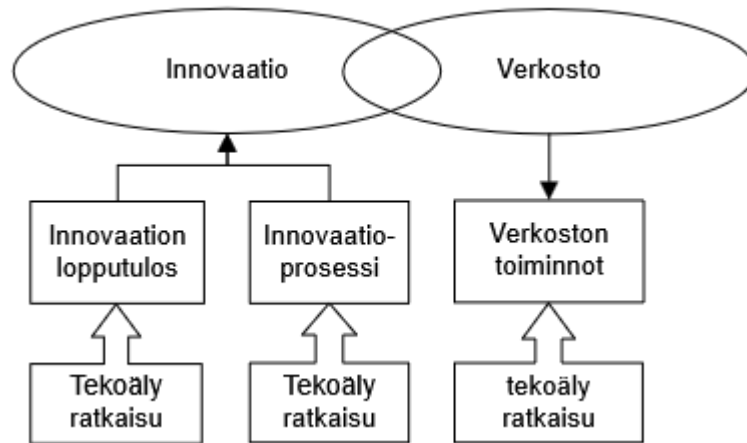 Innovaatio
Verkosto
Innovaation
lopputulos
Innovaatio-
prosessi
Verkoston
toiminnot
Tekoäly
ratkaisu
Tekoäly
ratkaisu
tekoäly
ratkaisu